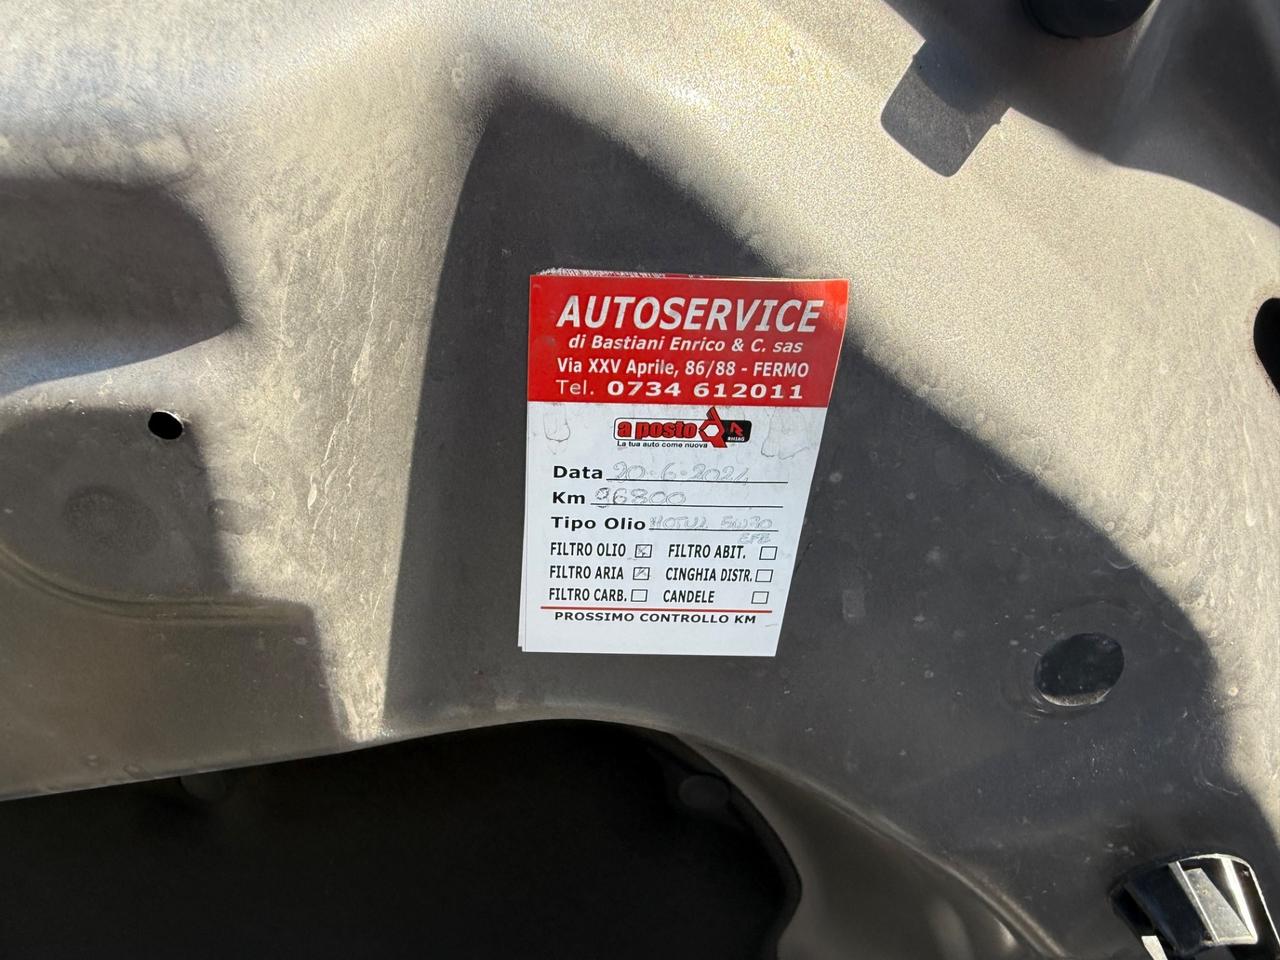 AUTOSERVICE
di Bastiani Enrico & C. sas
Via XXV Aprile, 86/88 - FERMO
Tel. 0734 612011
a posto RHIAG
La tua auto come nuova
Data 20-6-2024
Km 96800
Tipo Olio MOTUL 5W30
EFE
FILTRO OLIO FILTRO ABIT.
FILTRO ARIA CINGHIA DISTR.
FILTRO CARB. CANDELE
PROSSIMO CONTROLLO KM